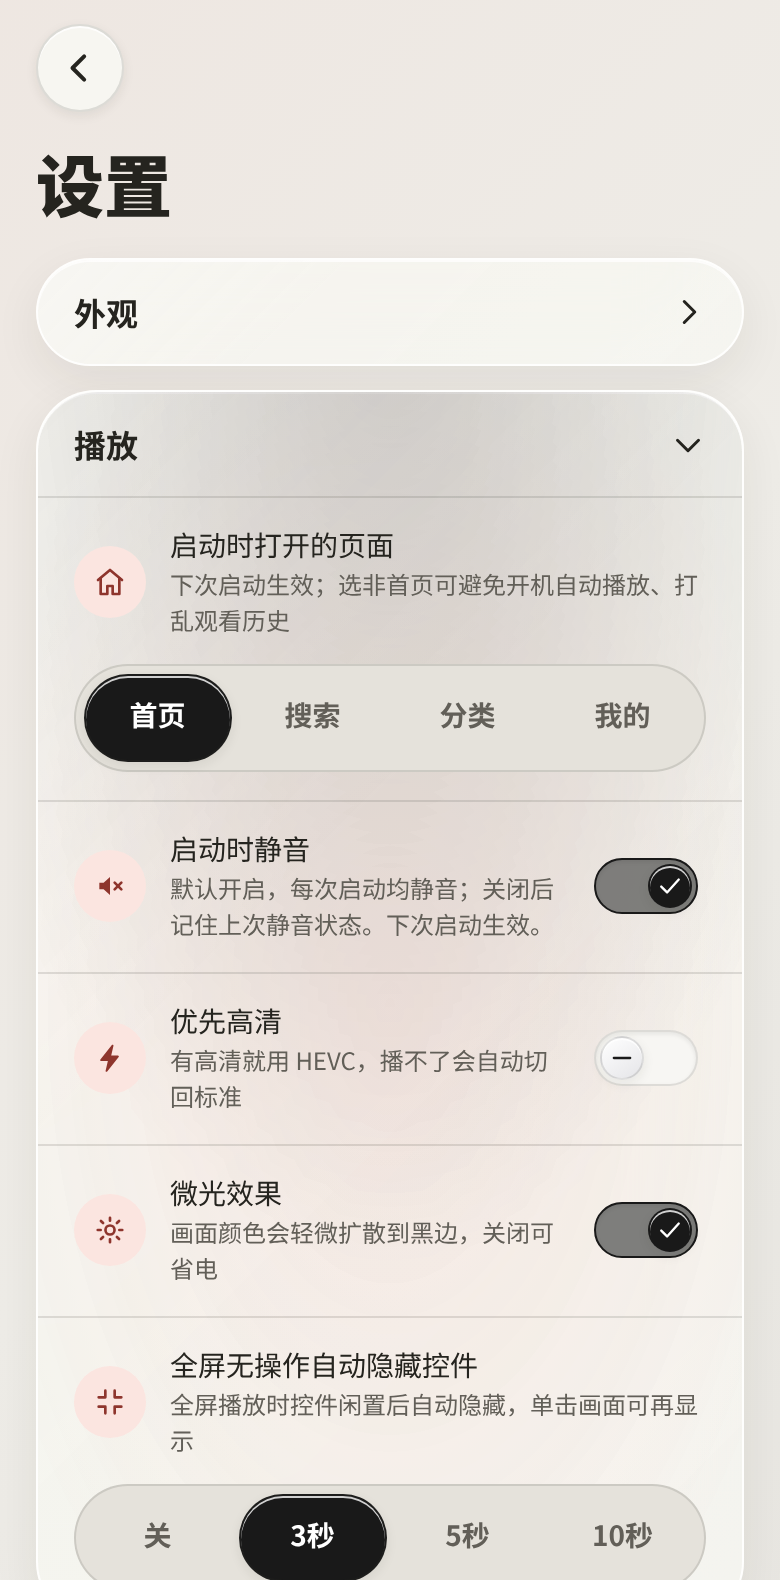 设置
外观
播放
启动时打开的页面
下次启动生效；选非首页可避免开机自动播放、打
乱观看历史
首页 搜索 分类 我的
启动时静音
默认开启，每次启动均静音；关闭后
记住上次静音状态。下次启动生效。
优先高清
有高清就用 HEVC，播不了会自动切
回标准
微光效果
画面颜色会轻微扩散到黑边，关闭可
省电
全屏无操作自动隐藏控件
全屏播放时控件闲置后自动隐藏，单击画面可再显
示
关 3秒 5秒 10秒